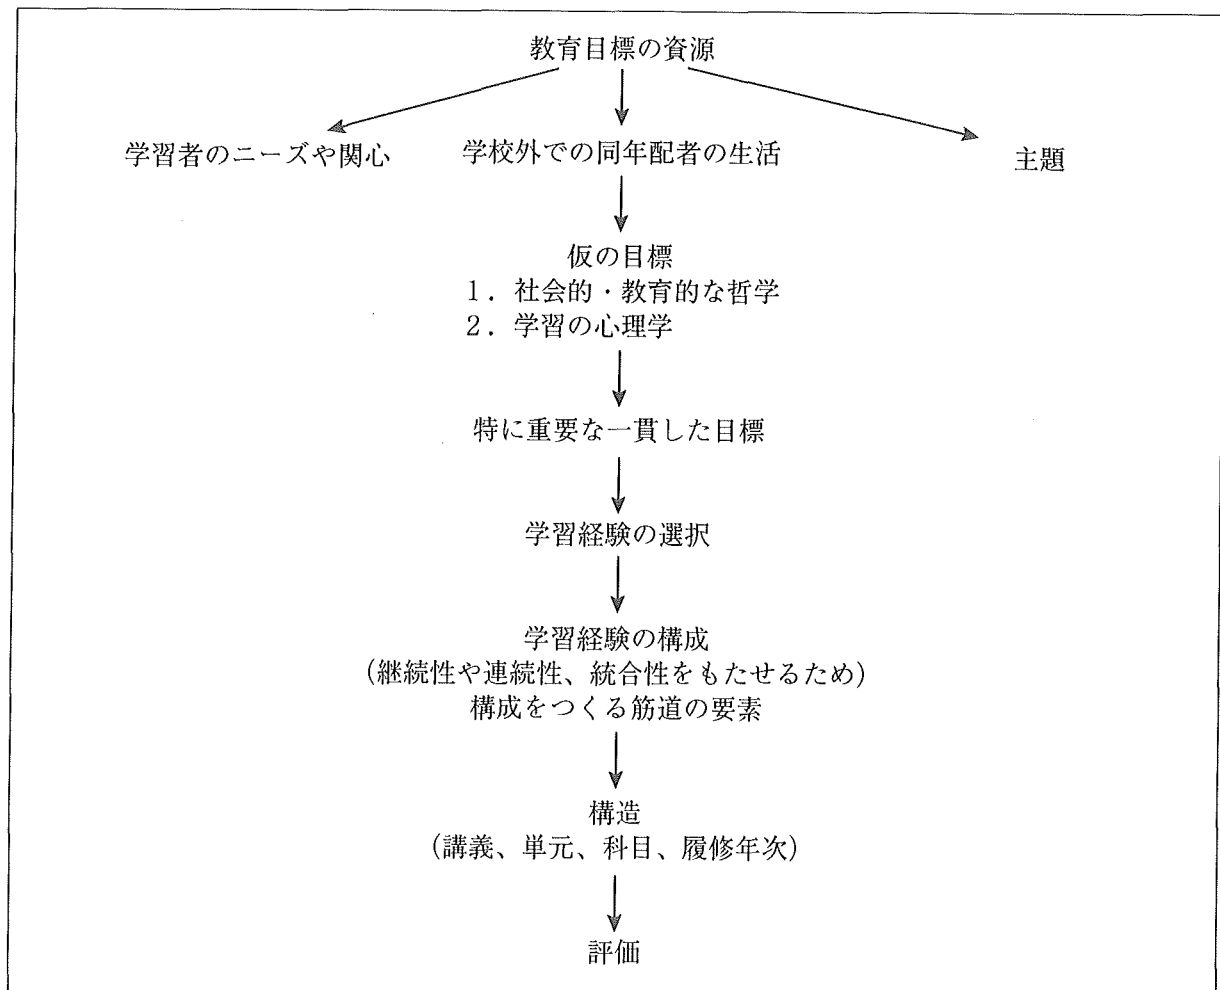 教育目標の資源
学習者のニーズや関心
学校外での同年配者の生活
主題
仮の目標
1．社会的・教育的な哲学
2．学習の心理学
特に重要な一貫した目標
学習経験の選択
学習経験の構成
（継続性や連続性、統合性をもたせるため）
構成をつくる筋道の要素
構造
（講義、単元、科目、履修年次）
評価